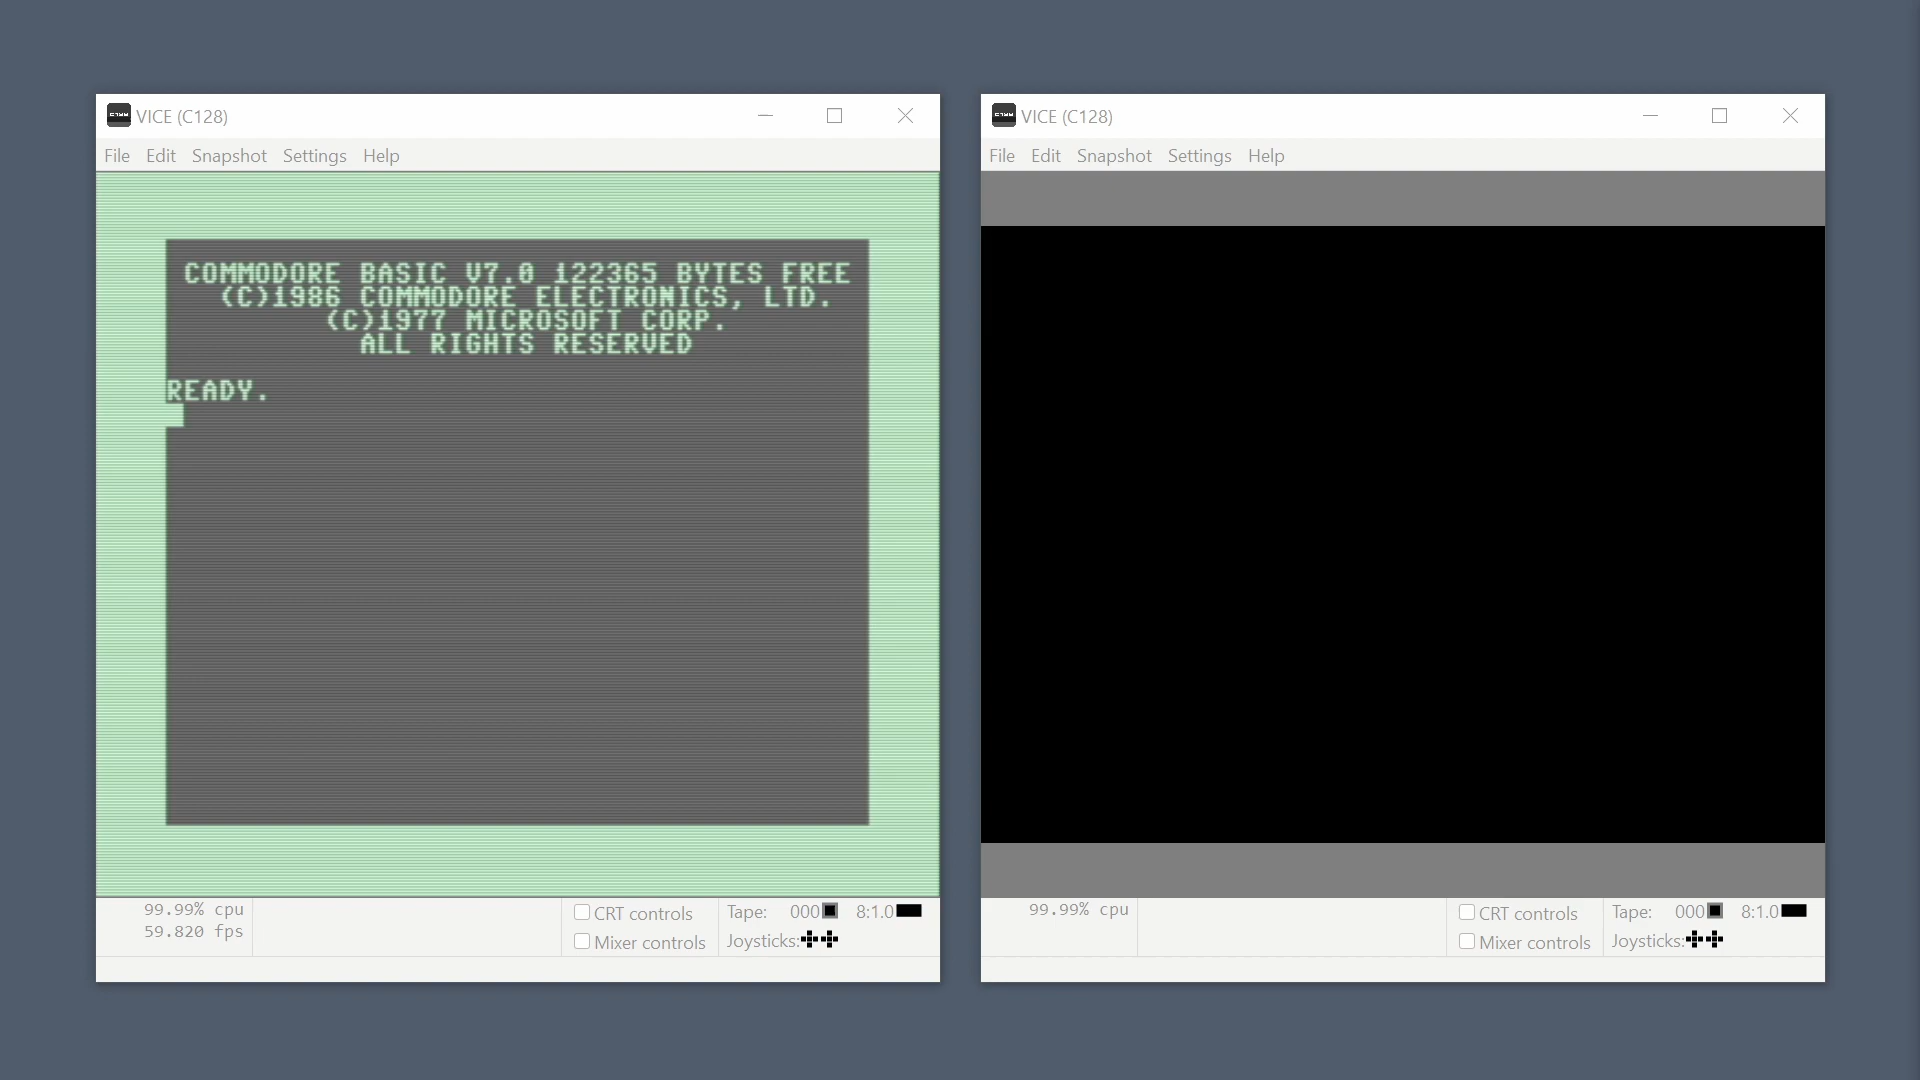 VICE (C128)
File Edit Snapshot Settings Help
COMMODORE BASIC V7.0 122365 BYTES FREE
(C)1986 COMMODORE ELECTRONICS, LTD.
(C)1977 MICROSOFT CORP.
ALL RIGHTS RESERVED
READY.
99.99% cpu
59.820 fps
CRT controls
Mixer controls
Tape: 000 8:1.0
Joysticks:
VICE (C128)
File Edit Snapshot Settings Help
99.99% cpu
CRT controls
Mixer controls
Tape: 000 8:1.0
Joysticks: